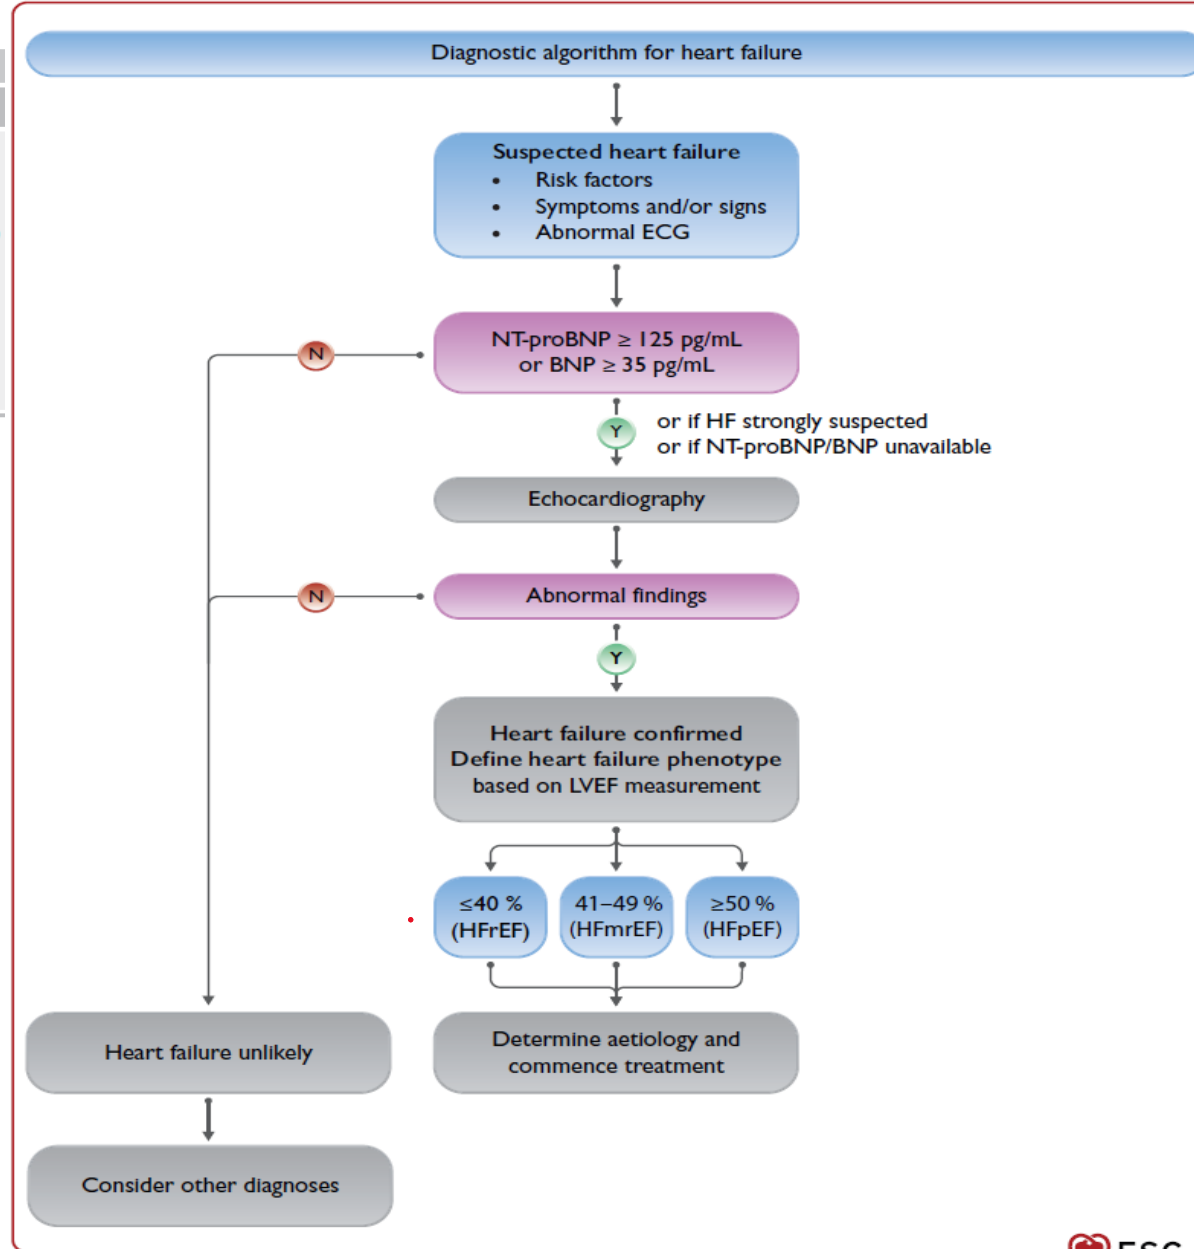 Diagnostic algorithm for heart failure
Suspected heart failure
• Risk factors
• Symptoms and/or signs
• Abnormal ECG
NT-proBNP ≥ 125 pg/mL
or BNP ≥ 35 pg/mL
N
Y
or if HF strongly suspected
or if NT-proBNP/BNP unavailable
Echocardiography
Abnormal findings
N
Y
Heart failure confirmed
Define heart failure phenotype
based on LVEF measurement
≤40 %
(HFrEF)
41–49 %
(HFmrEF)
≥50 %
(HFpEF)
Heart failure unlikely
Determine aetiology and
commence treatment
Consider other diagnoses
ESC